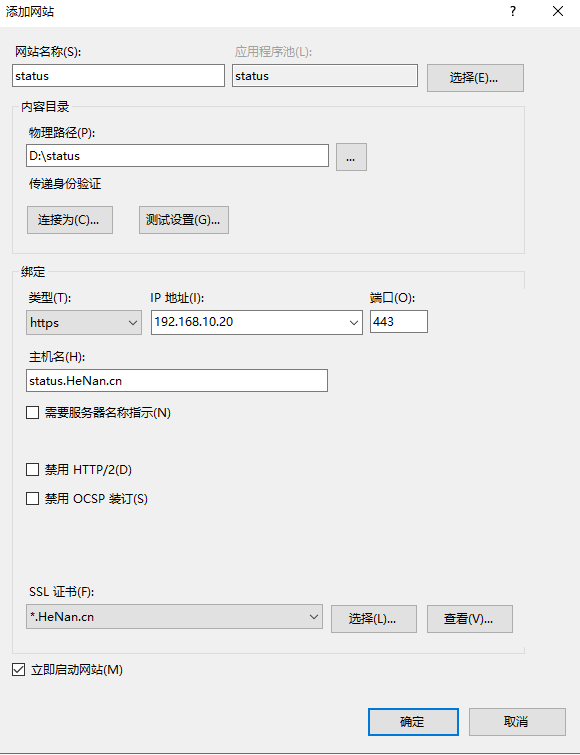 添加网站
?
网站名称(S):
应用程序池(L):
status
status
选择(E)...
内容目录
物理路径(P):
D:\status
...
传递身份验证
连接为(C)...
测试设置(G)...
绑定
类型(T):
IP 地址(I):
端口(O):
https
192.168.10.20
443
主机名(H):
status.HeNan.cn
需要服务器名称指示(N)
禁用 HTTP/2(D)
禁用 OCSP 装订(S)
SSL 证书(F):
*.HeNan.cn
选择(L)...
查看(V)...
立即启动网站(M)
确定
取消